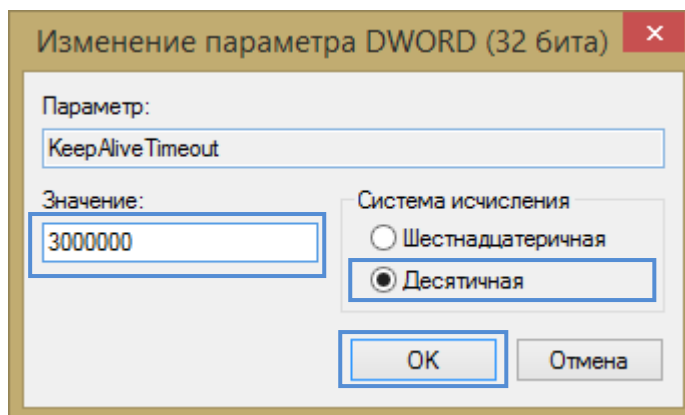 Изменение параметра DWORD (32 бита)
Параметр:
KeepAliveTimeout
Значение:
3000000
Система исчисления
Шестнадцатеричная
Десятичная
OK
Отмена